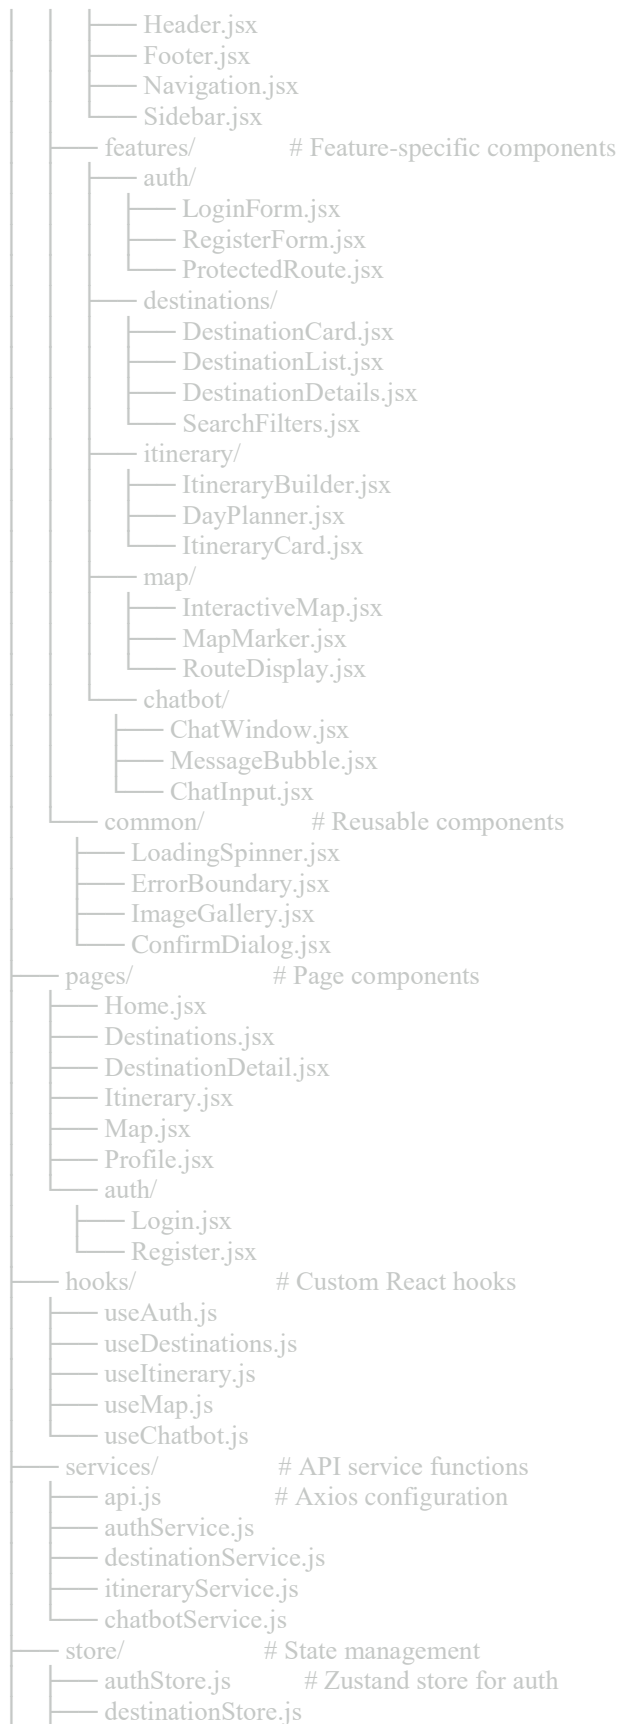 │   │   ├── Header.jsx
│   │   ├── Footer.jsx
│   │   ├── Navigation.jsx
│   │   └── Sidebar.jsx
│   ├── features/              # Feature-specific components
│   │   ├── auth/
│   │   │   ├── LoginForm.jsx
│   │   │   ├── RegisterForm.jsx
│   │   │   └── ProtectedRoute.jsx
│   │   ├── destinations/
│   │   │   ├── DestinationCard.jsx
│   │   │   ├── DestinationList.jsx
│   │   │   ├── DestinationDetails.jsx
│   │   │   └── SearchFilters.jsx
│   │   ├── itinerary/
│   │   │   ├── ItineraryBuilder.jsx
│   │   │   ├── DayPlanner.jsx
│   │   │   └── ItineraryCard.jsx
│   │   ├── map/
│   │   │   ├── InteractiveMap.jsx
│   │   │   ├── MapMarker.jsx
│   │   │   └── RouteDisplay.jsx
│   │   └── chatbot/
│   │       ├── ChatWindow.jsx
│   │       ├── MessageBubble.jsx
│   │       └── ChatInput.jsx
│   └── common/                # Reusable components
│       ├── LoadingSpinner.jsx
│       ├── ErrorBoundary.jsx
│       ├── ImageGallery.jsx
│       └── ConfirmDialog.jsx
├── pages/                     # Page components
│   ├── Home.jsx
│   ├── Destinations.jsx
│   ├── DestinationDetail.jsx
│   ├── Itinerary.jsx
│   ├── Map.jsx
│   ├── Profile.jsx
│   └── auth/
│       ├── Login.jsx
│       └── Register.jsx
├── hooks/                     # Custom React hooks
│   ├── useAuth.js
│   ├── useDestinations.js
│   ├── useItinerary.js
│   ├── useMap.js
│   └── useChatbot.js
├── services/                  # API service functions
│   ├── api.js                 # Axios configuration
│   ├── authService.js
│   ├── destinationService.js
│   ├── itineraryService.js
│   └── chatbotService.js
├── store/                     # State management
│   ├── authStore.js           # Zustand store for auth
│   ├── destinationStore.js